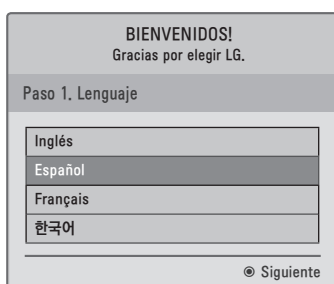 BIENVENIDOS!
Gracias por elegir LG.
Paso 1. Lenguaje
Inglés
Español
Français
한국어
◉ Siguiente